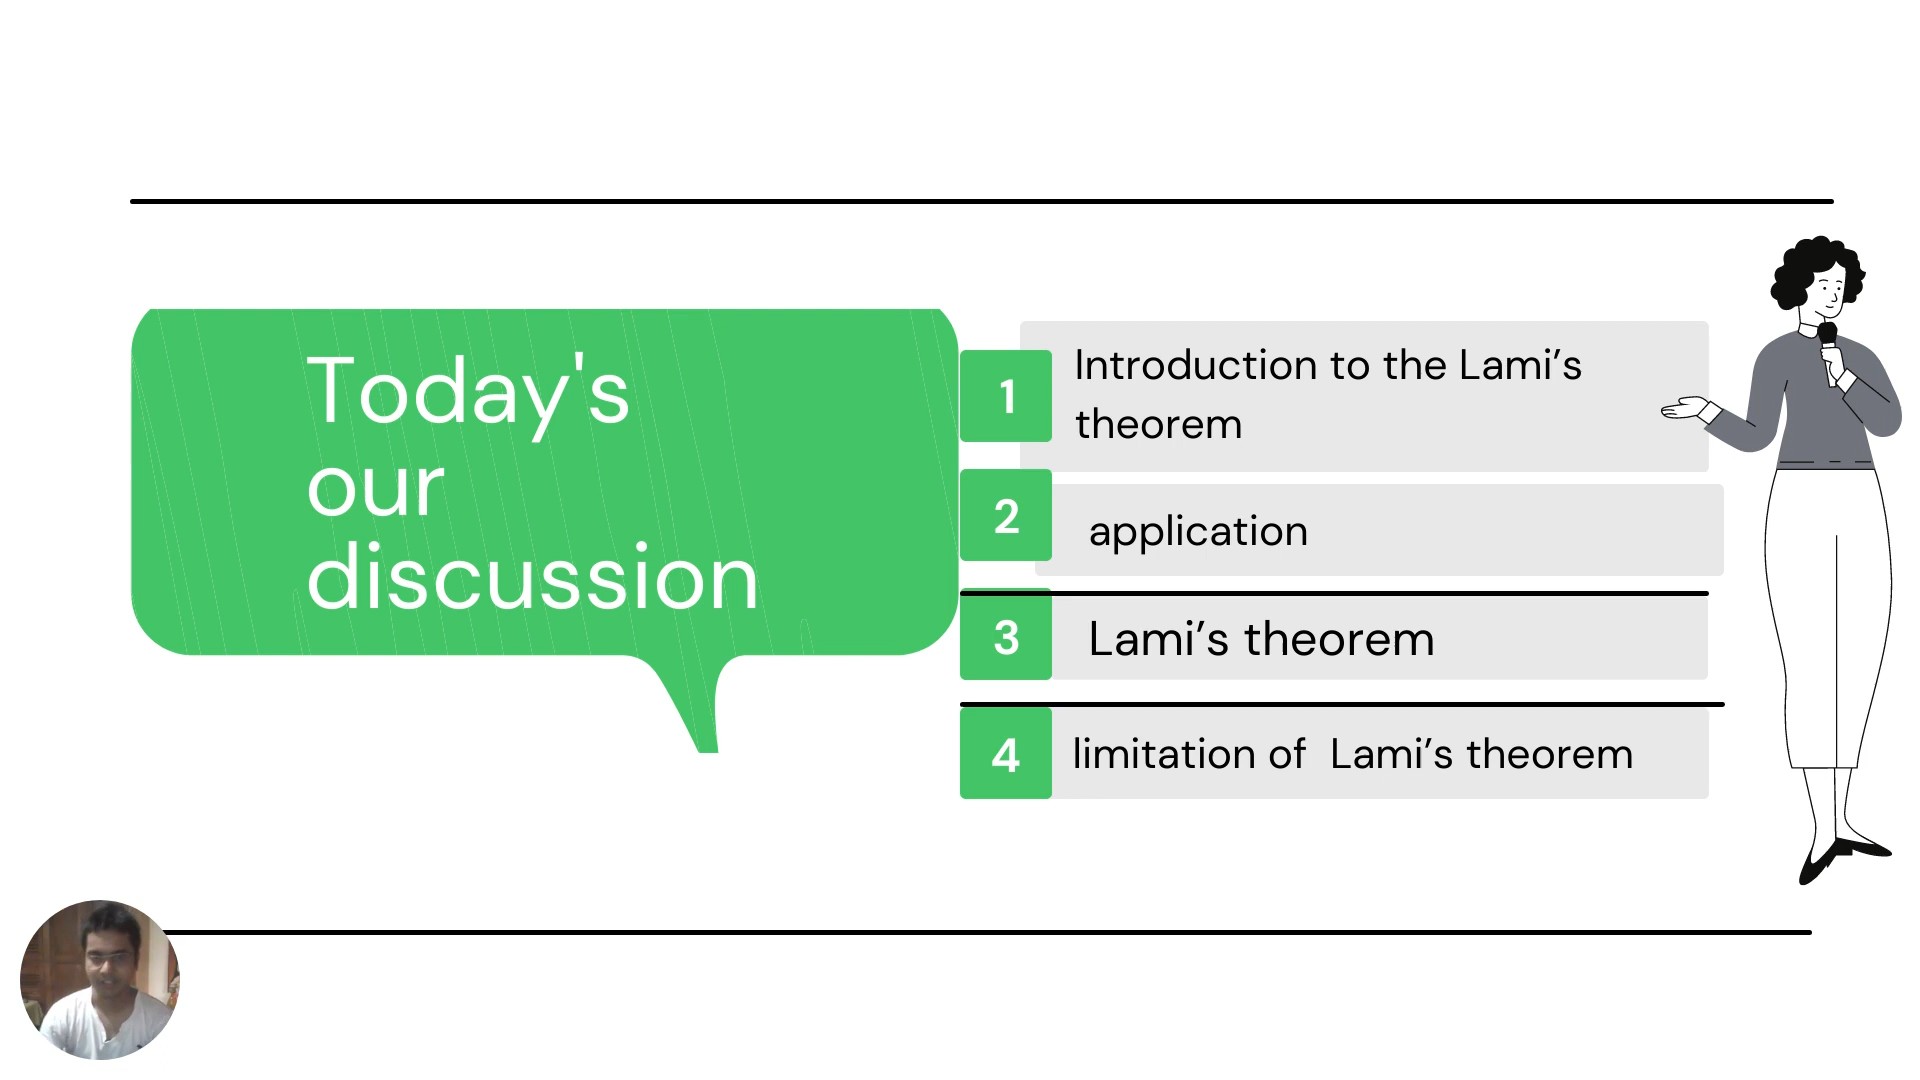 Today's
our
discussion
1
Introduction to the Lami’s
theorem
2
application
3
Lami’s theorem
4
limitation of  Lami’s theorem